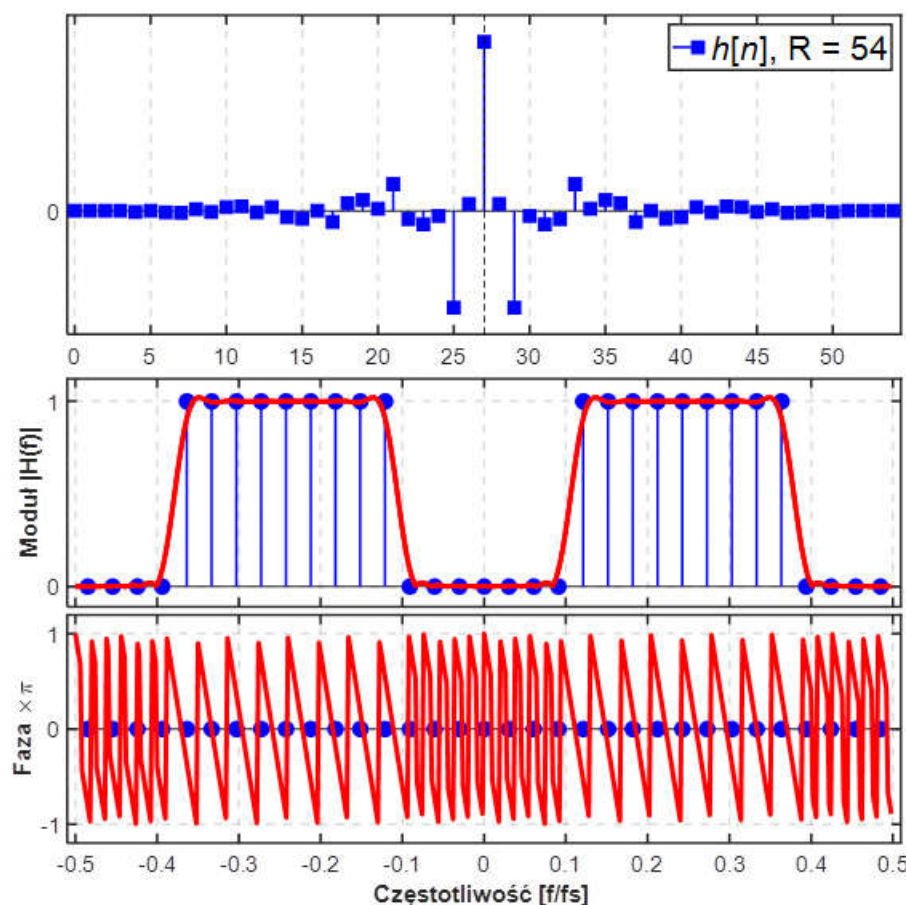 h[n], R = 54
0
0 5 10 15 20 25 30 35 40 45 50
Moduł |H(f)|
1
0
Faza ×π
1
0
-1
-0.5 -0.4 -0.3 -0.2 -0.1 0 0.1 0.2 0.3 0.4 0.5
Częstotliwość [f/fs]